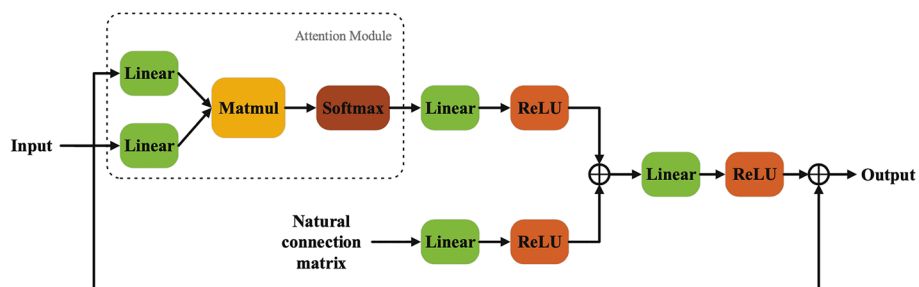 Attention Module
Linear
Matmul
Softmax
Linear
ReLU
Linear
Input
Linear
ReLU
Output
Natural
connection
matrix
Linear
ReLU